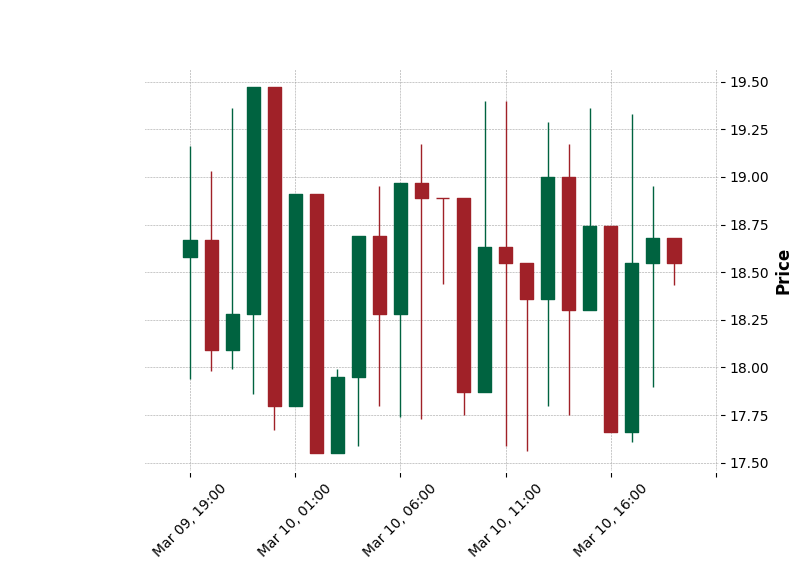 19.50
19.25
19.00
18.75
18.50
18.25
18.00
17.75
17.50
Price
Mar 09, 19:00
Mar 10, 01:00
Mar 10, 06:00
Mar 10, 11:00
Mar 10, 16:00